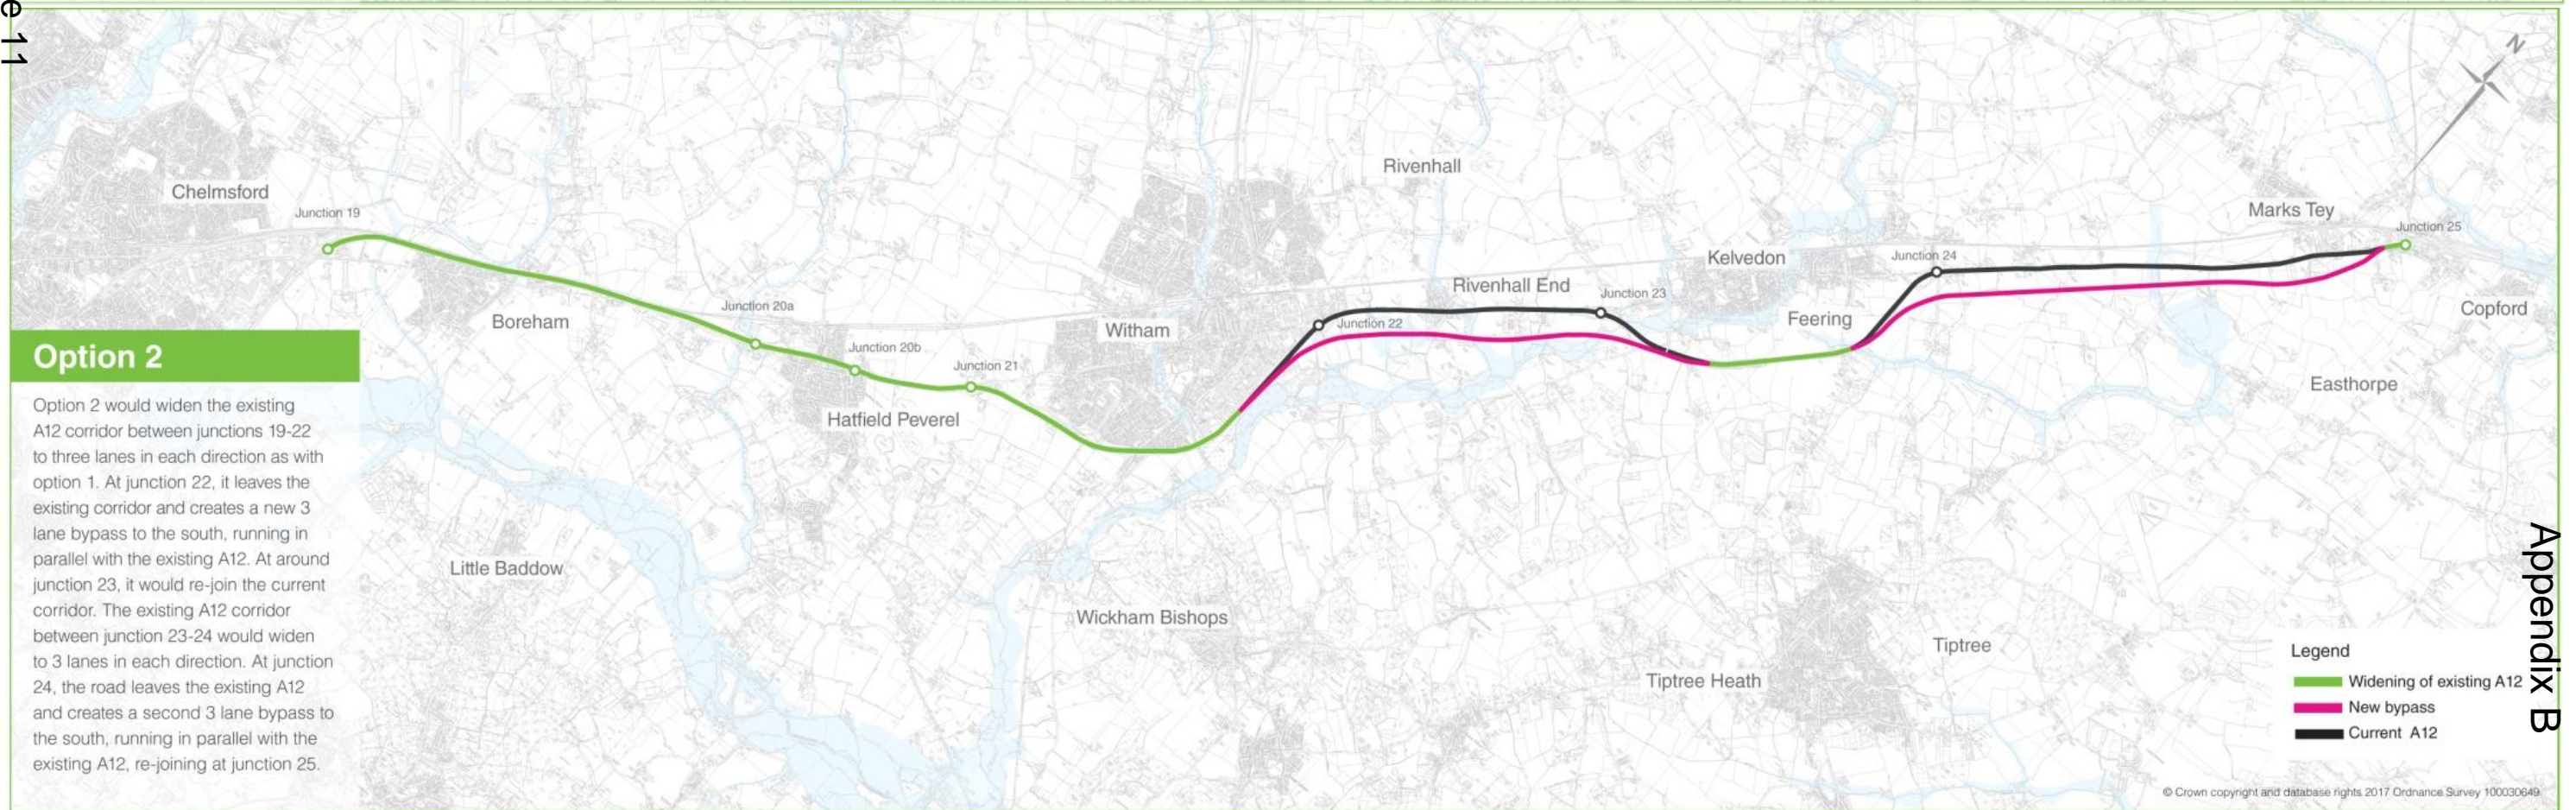 e 11
N
Chelmsford
Junction 19
Boreham
Junction 20a
Junction 20b
Hatfield Peverel
Junction 21
Witham
Rivenhall
Rivenhall End
Junction 22
Junction 23
Kelvedon
Feering
Junction 24
Marks Tey
Junction 25
Copford
Easthorpe
Little Baddow
Wickham Bishops
Tiptree Heath
Tiptree
Option 2
Option 2 would widen the existing
A12 corridor between junctions 19-22
to three lanes in each direction as with
option 1. At junction 22, it leaves the
existing corridor and creates a new 3
lane bypass to the south, running in
parallel with the existing A12. At around
junction 23, it would re-join the current
corridor. The existing A12 corridor
between junction 23-24 would widen
to 3 lanes in each direction. At junction
24, the road leaves the existing A12
and creates a second 3 lane bypass to
the south, running in parallel with the
existing A12, re-joining at junction 25.
Legend
Widening of existing A12
New bypass
Current A12
Appendix B
© Crown copyright and database rights 2017 Ordnance Survey 100030649